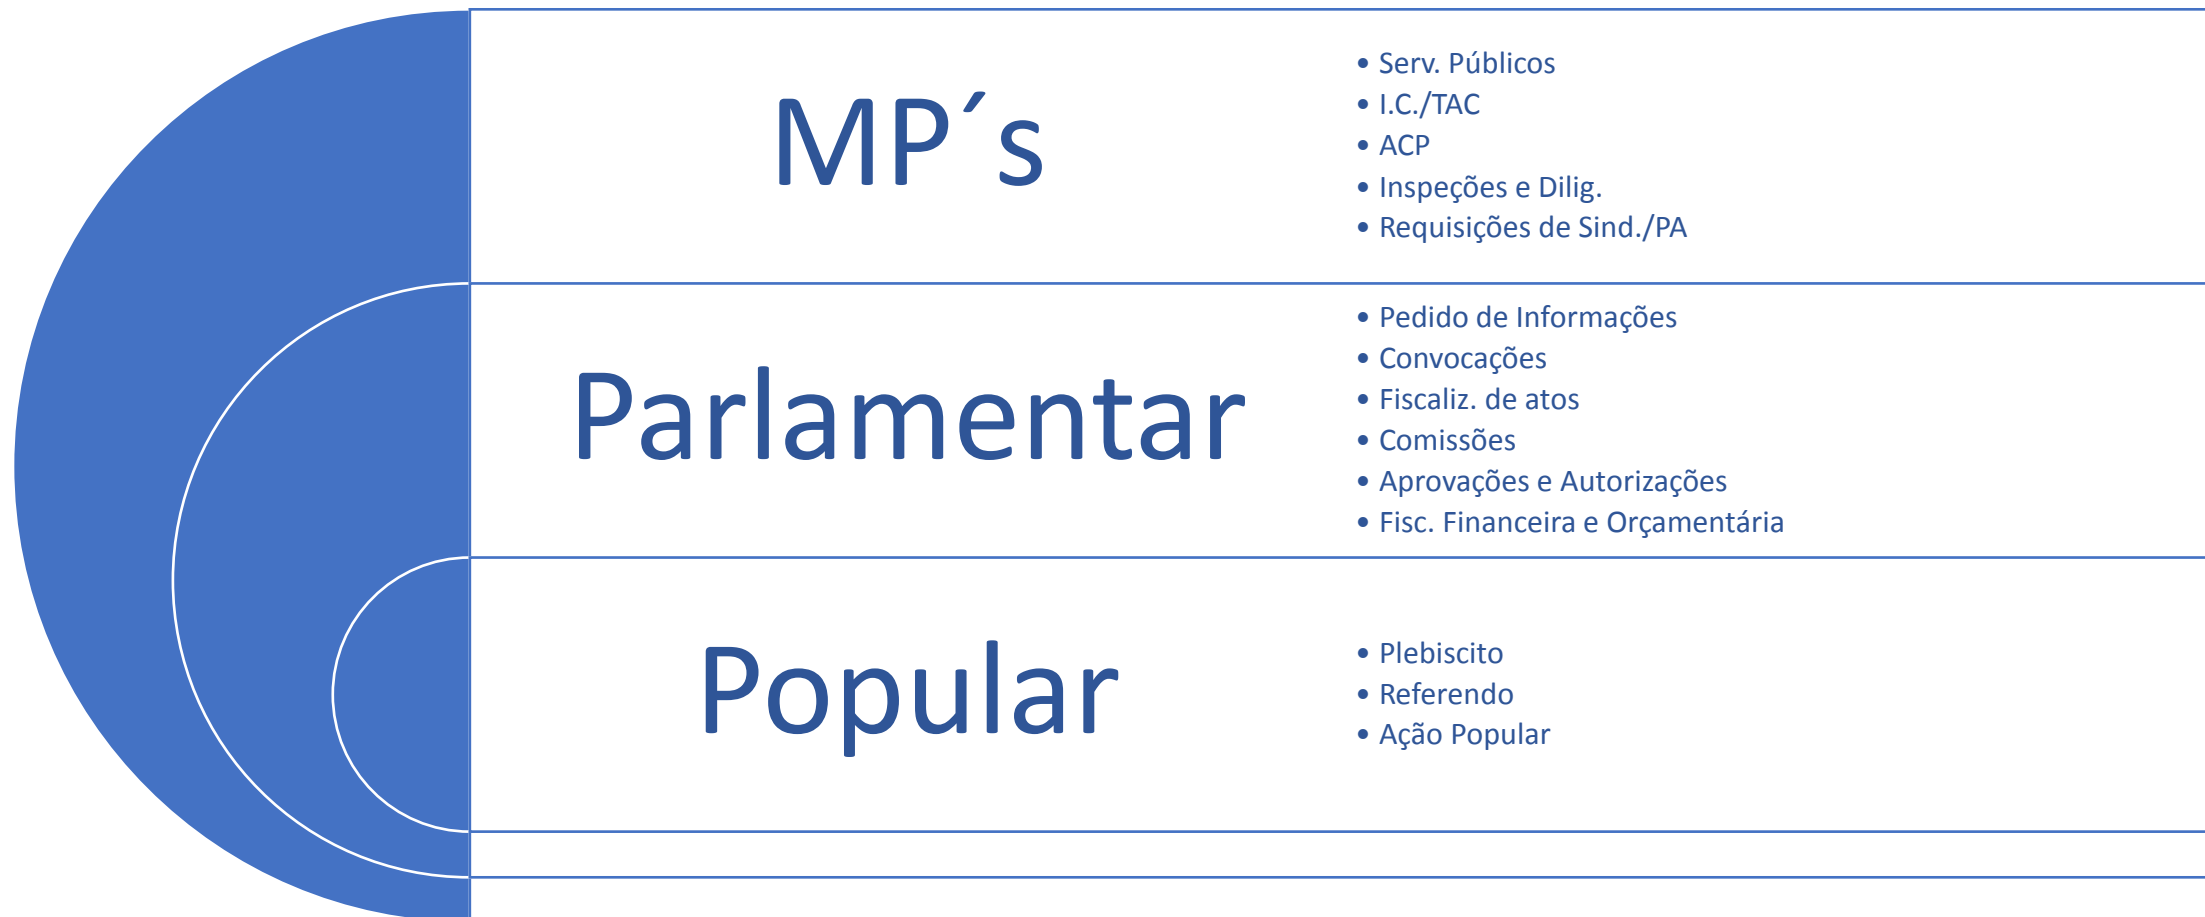 MP´s
• Serv. Públicos
• I.C./TAC
• ACP
• Inspeções e Dilig.
• Requisições de Sind./PA
Parlamentar
• Pedido de Informações
• Convocações
• Fiscaliz. de atos
• Comissões
• Aprovações e Autorizações
• Fisc. Financeira e Orçamentária
Popular
• Plebiscito
• Referendo
• Ação Popular